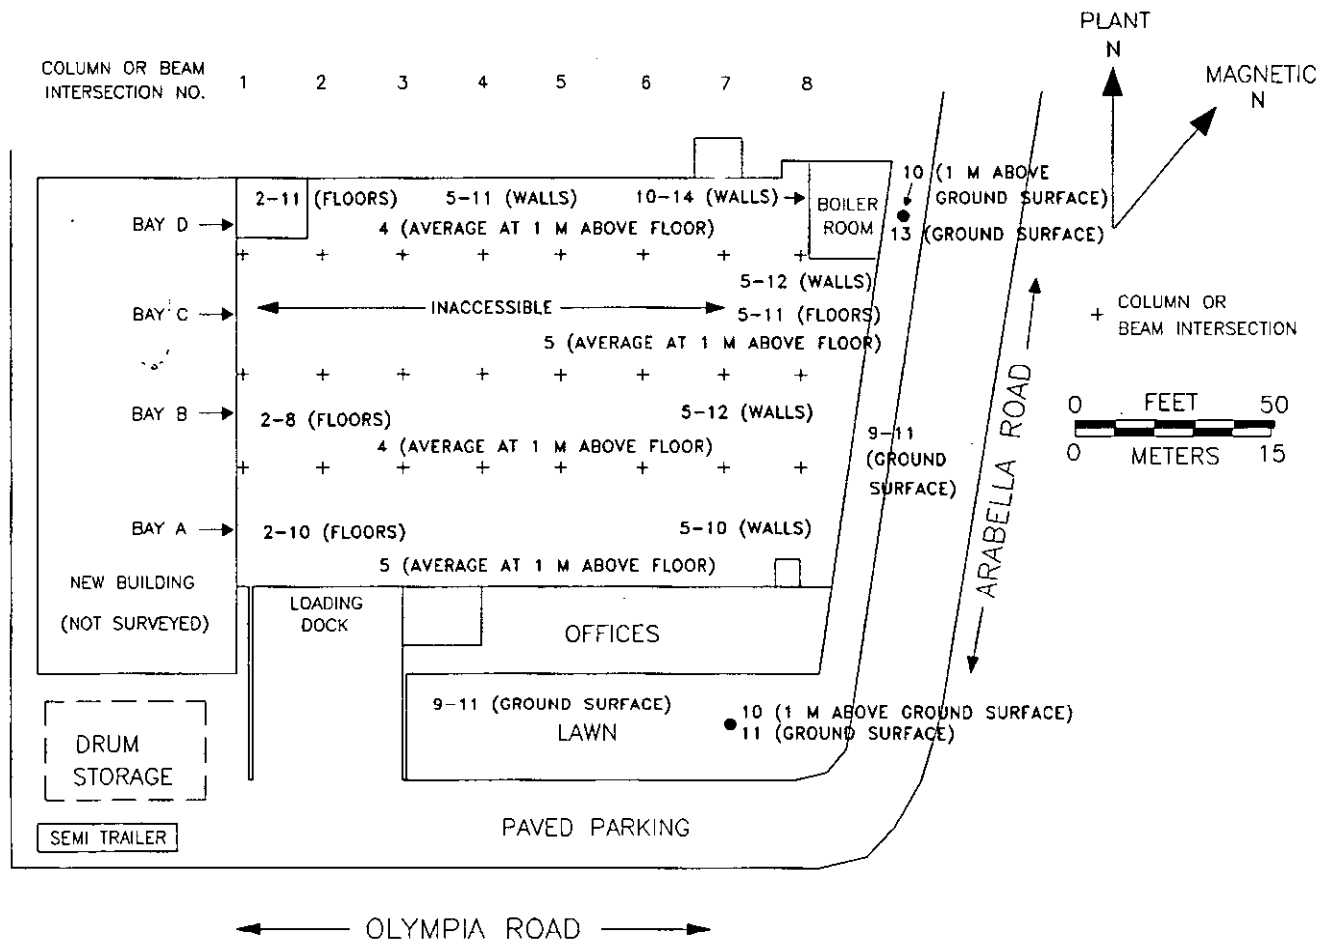 PLANT
N
MAGNETIC
N
COLUMN OR BEAM
INTERSECTION NO.
1 2 3 4 5 6 7 8
2-11 (FLOORS)
5-11 (WALLS)
10-14 (WALLS)
BOILER
ROOM
10 (1 M ABOVE
GROUND SURFACE)
13 (GROUND SURFACE)
BAY D
4 (AVERAGE AT 1 M ABOVE FLOOR)
5-12 (WALLS)
BAY C
INACCESSIBLE
5-11 (FLOORS)
5 (AVERAGE AT 1 M ABOVE FLOOR)
+ COLUMN OR
BEAM INTERSECTION
BAY B
2-8 (FLOORS)
5-12 (WALLS)
4 (AVERAGE AT 1 M ABOVE FLOOR)
9-11
(GROUND
SURFACE)
ARABELLA ROAD
0 FEET 50
0 METERS 15
BAY A
2-10 (FLOORS)
5-10 (WALLS)
5 (AVERAGE AT 1 M ABOVE FLOOR)
NEW BUILDING
(NOT SURVEYED)
LOADING
DOCK
OFFICES
9-11 (GROUND SURFACE)
LAWN
10 (1 M ABOVE GROUND SURFACE)
11 (GROUND SURFACE)
DRUM
STORAGE
SEMI TRAILER
PAVED PARKING
OLYMPIA ROAD